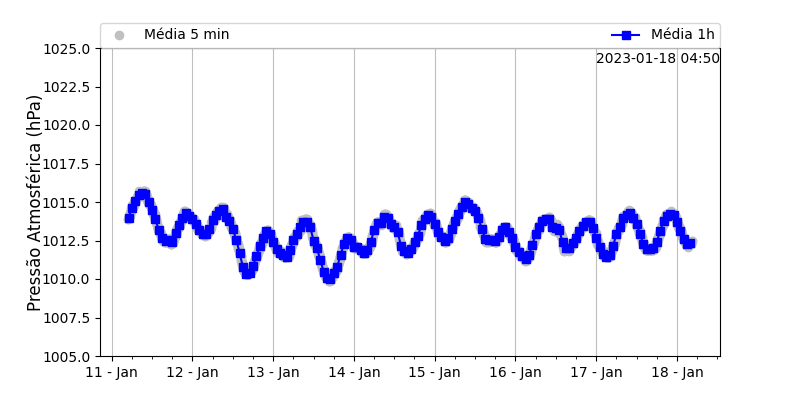 Média 5 min
Média 1h
2023-01-18 04:50
Pressão Atmosférica (hPa)
1025.0
1022.5
1020.0
1017.5
1015.0
1012.5
1010.0
1007.5
1005.0
11 - Jan
12 - Jan
13 - Jan
14 - Jan
15 - Jan
16 - Jan
17 - Jan
18 - Jan